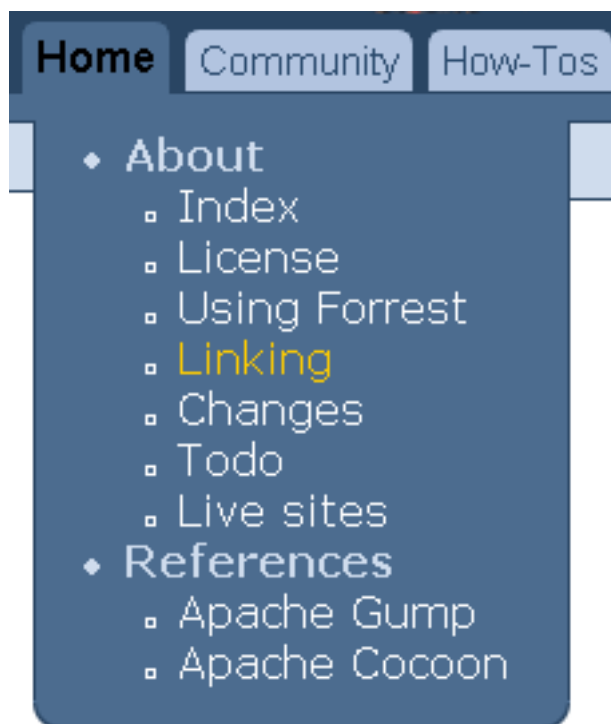 Home Community How-Tos
About
Index
License
Using Forrest
Linking
Changes
Todo
Live sites
References
Apache Gump
Apache Cocoon